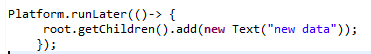 Platform.runLater(()-> {
root.getChildren().add(new Text("new data"));
});